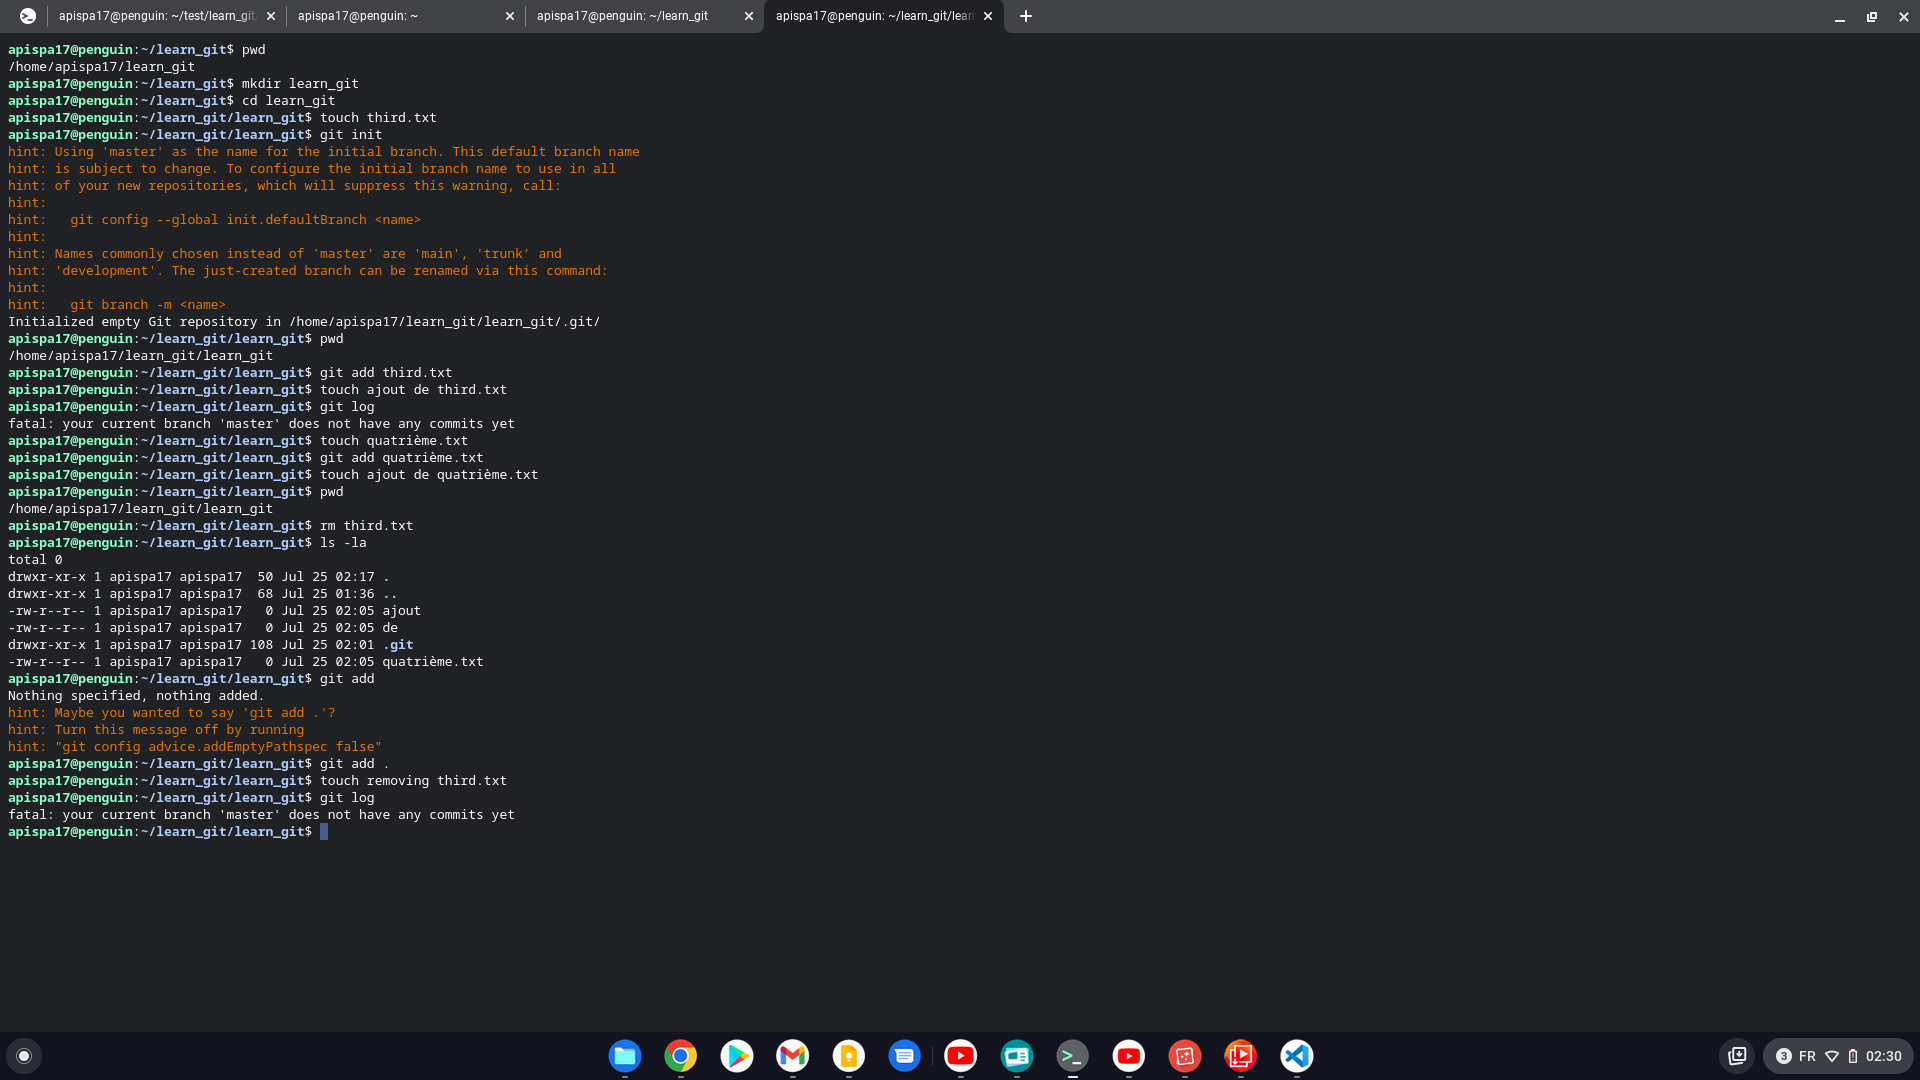 apispa17@penguin: ~/test/learn_git
apispa17@penguin: ~
apispa17@penguin: ~/learn_git
apispa17@penguin: ~/learn_git/lear
apispa17@penguin:~/learn_git$ pwd
/home/apispa17/learn_git
apispa17@penguin:~/learn_git$ mkdir learn_git
apispa17@penguin:~/learn_git$ cd learn_git
apispa17@penguin:~/learn_git/learn_git$ touch third.txt
apispa17@penguin:~/learn_git/learn_git$ git init
hint: Using 'master' as the name for the initial branch. This default branch name
hint: is subject to change. To configure the initial branch name to use in all
hint: of your new repositories, which will suppress this warning, call:
hint:
hint:   git config --global init.defaultBranch <name>
hint:
hint: Names commonly chosen instead of 'master' are 'main', 'trunk' and
hint: 'development'. The just-created branch can be renamed via this command:
hint:
hint:   git branch -m <name>
Initialized empty Git repository in /home/apispa17/learn_git/learn_git/.git/
apispa17@penguin:~/learn_git/learn_git$ pwd
/home/apispa17/learn_git/learn_git
apispa17@penguin:~/learn_git/learn_git$ git add third.txt
apispa17@penguin:~/learn_git/learn_git$ touch ajout de third.txt
apispa17@penguin:~/learn_git/learn_git$ git log
fatal: your current branch 'master' does not have any commits yet
apispa17@penguin:~/learn_git/learn_git$ touch quatrième.txt
apispa17@penguin:~/learn_git/learn_git$ git add quatrième.txt
apispa17@penguin:~/learn_git/learn_git$ touch ajout de quatrième.txt
apispa17@penguin:~/learn_git/learn_git$ pwd
/home/apispa17/learn_git/learn_git
apispa17@penguin:~/learn_git/learn_git$ rm third.txt
apispa17@penguin:~/learn_git/learn_git$ ls -la
total 0
drwxr-xr-x 1 apispa17 apispa17  50 Jul 25 02:17 .
drwxr-xr-x 1 apispa17 apispa17  68 Jul 25 01:36 ..
-rw-r--r-- 1 apispa17 apispa17   0 Jul 25 02:05 ajout
-rw-r--r-- 1 apispa17 apispa17   0 Jul 25 02:05 de
drwxr-xr-x 1 apispa17 apispa17 108 Jul 25 02:01 .git
-rw-r--r-- 1 apispa17 apispa17   0 Jul 25 02:05 quatrième.txt
apispa17@penguin:~/learn_git/learn_git$ git add
Nothing specified, nothing added.
hint: Maybe you wanted to say 'git add .'?
hint: Turn this message off by running
hint: "git config advice.addEmptyPathspec false"
apispa17@penguin:~/learn_git/learn_git$ git add .
apispa17@penguin:~/learn_git/learn_git$ touch removing third.txt
apispa17@penguin:~/learn_git/learn_git$ git log
fatal: your current branch 'master' does not have any commits yet
apispa17@penguin:~/learn_git/learn_git$
3 FR 02:30